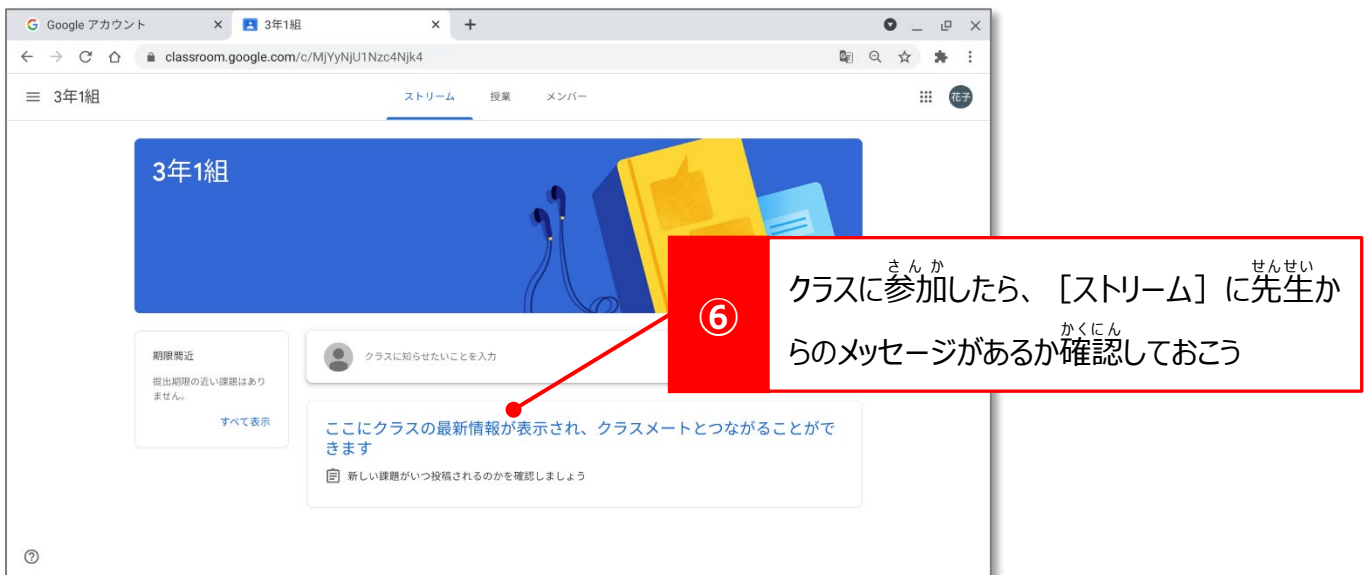 Google アカウント
3年1組
classroom.google.com/c/MjYyNjU1Nzc4Njk4
3年1組
ストリーム 授業 メンバー
花子
3年1組
⑥
さんか せんせい
クラスに参加したら、［ストリーム］に先生か
かくにん
らのメッセージがあるか確認しておこう
期限間近
提出期限の近い課題はあり
ません。
すべて表示
クラスに知らせたいことを入力
ここにクラスの最新情報が表示され、クラスメートとつながることがで
きます
新しい課題がいつ投稿されるのかを確認しましょう